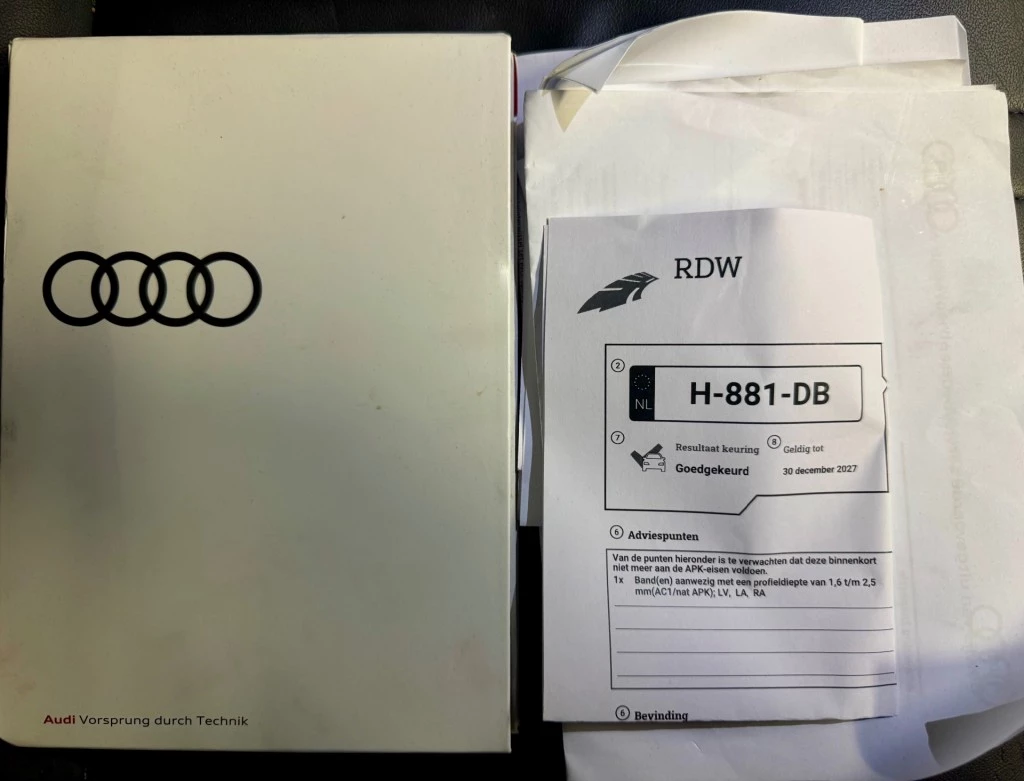 Audi Vorsprung durch Technik
RDW
2
NL
H-881-DB
7
Resultaat keuring
Goedgekeurd
8
Geldig tot
30 december 2027
6 Adviespunten
Van de punten hieronder is te verwachten dat deze binnenkort
niet meer aan de APK-eisen voldoen.
1x Band(en) aanwezig met een profieldiepte van 1,6 t/m 2,5
mm(AC1/nat APK); LV, LA, RA
6 Bevinding